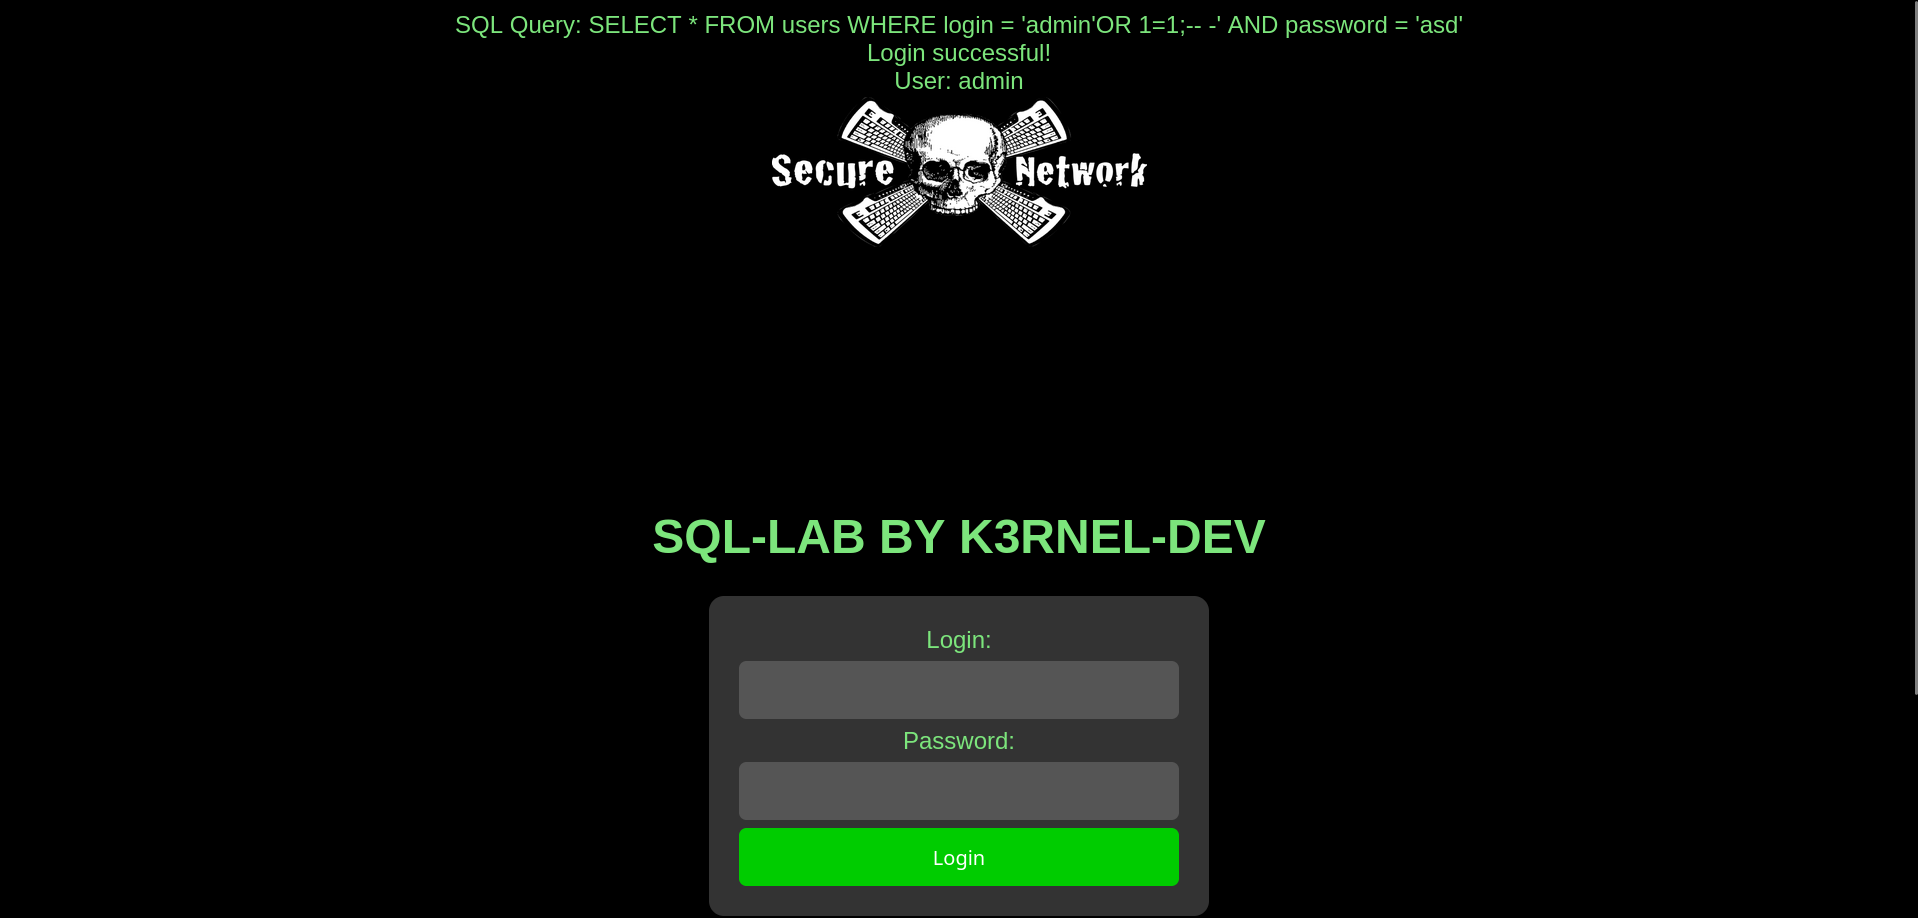 SQL Query: SELECT * FROM users WHERE login = 'admin'OR 1=1;-- -' AND password = 'asd'
Login successful!
User: admin
Secure Network
SQL-LAB BY K3RNEL-DEV
Login:
Password:
Login